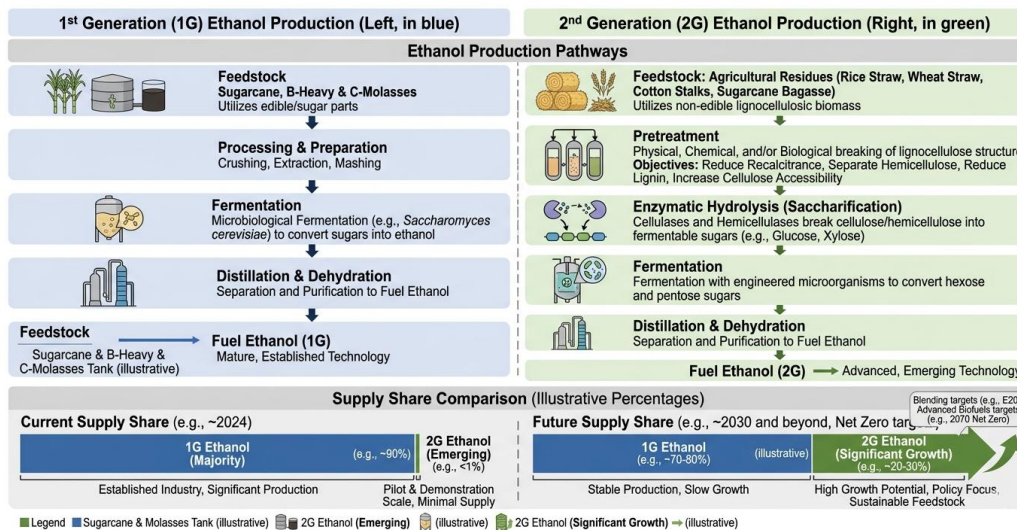 1st Generation (1G) Ethanol Production (Left, in blue)
2nd Generation (2G) Ethanol Production (Right, in green)
Ethanol Production Pathways
Feedstock
Sugarcane, B-Heavy & C-Molasses
Utilizes edible/sugar parts
Processing & Preparation
Crushing, Extraction, Mashing
Fermentation
Microbiological Fermentation (e.g., Saccharomyces
cerevisiae) to convert sugars into ethanol
Distillation & Dehydration
Separation and Purification to Fuel Ethanol
Feedstock
Sugarcane & B-Heavy &
C-Molasses Tank (illustrative)
Fuel Ethanol (1G)
Mature, Established Technology
Feedstock: Agricultural Residues (Rice Straw, Wheat Straw,
Cotton Stalks, Sugarcane Bagasse)
Utilizes non-edible lignocellulosic biomass
Pretreatment
Physical, Chemical, and/or Biological breaking of lignocellulose structure
Objectives: Reduce Recalcitrance, Separate Hemicellulose, Reduce
Lignin, Increase Cellulose Accessibility
Enzymatic Hydrolysis (Saccharification)
Cellulases and Hemicellulases break cellulose/hemicellulose into
fermentable sugars (e.g., Glucose, Xylose)
Fermentation
Fermentation with engineered microorganisms to convert hexose
and pentose sugars
Distillation & Dehydration
Separation and Purification to Fuel Ethanol
Fuel Ethanol (2G)
Advanced, Emerging Technology
Supply Share Comparison (Illustrative Percentages)
Current Supply Share (e.g., ~2024)
1G Ethanol
(Majority)
(e.g., ~90%)
2G Ethanol
(Emerging)
(e.g., <1%)
Established Industry, Significant Production
Pilot & Demonstration
Scale, Minimal Supply
Blending targets (e.g., E20
Advanced Biofuels targets
(e.g., 2070 Net Zero)
Future Supply Share (e.g., ~2030 and beyond, Net Zero
1G Ethanol
(e.g., ~70-80%)
(illustrative)
2G Ethanol
(Significant Growth)
(e.g., ~20-30%)
Stable Production, Slow Growth
High Growth Potential, Policy Focus,
Sustainable Feedstock
Legend
Sugarcane & Molasses Tank (illustrative)
2G Ethanol (Emerging)
(illustrative)
2G Ethanol (Significant Growth)
(illustrative)